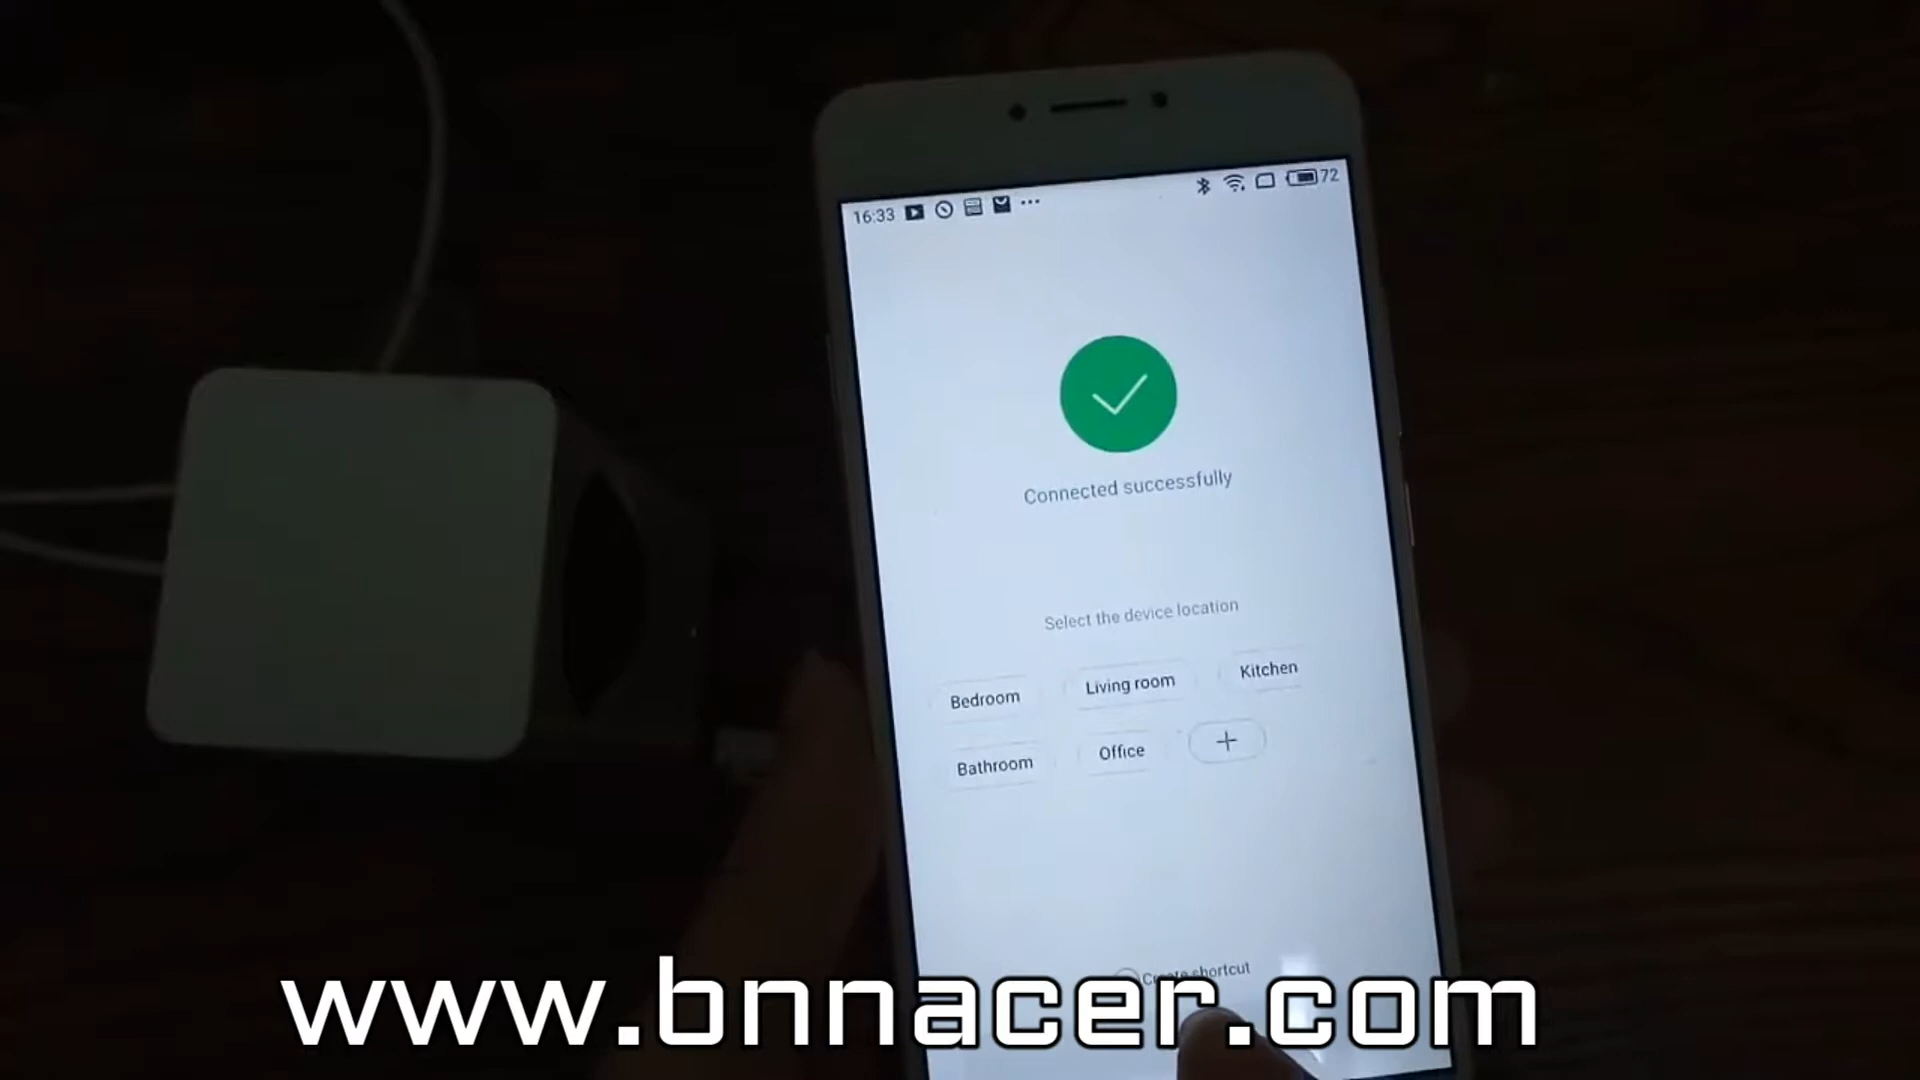 16:33
72
Connected successfully
Select the device location
Bedroom
Living room
Kitchen
Bathroom
Office
+
Create shortcut
www.bnnacer.com